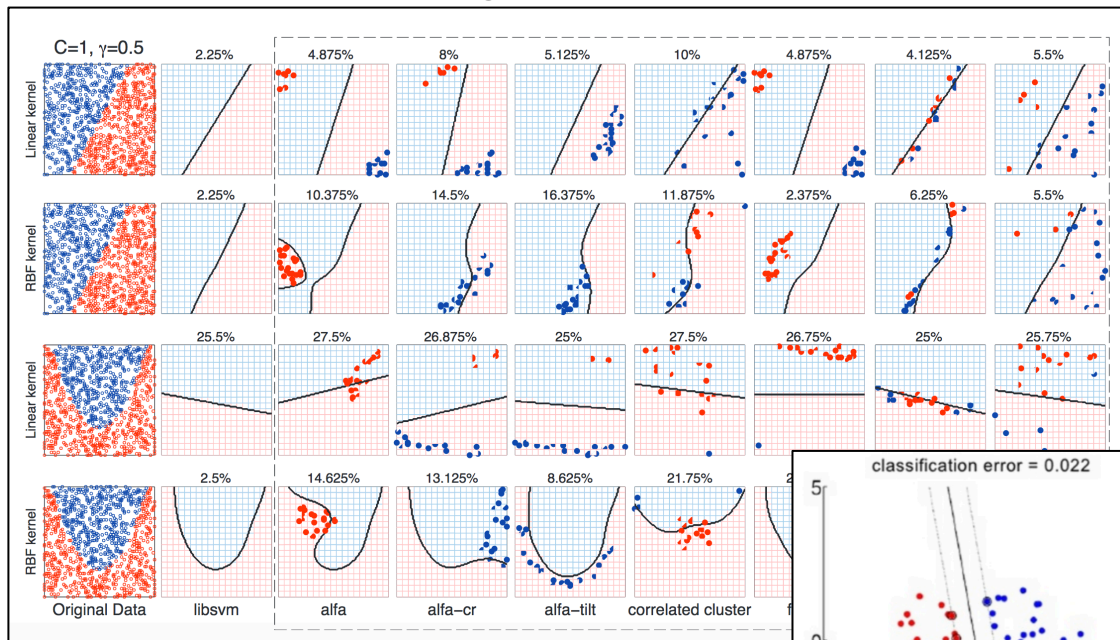 C=1, γ=0.5
2.25% 4.875% 8% 5.125% 10% 4.875% 4.125% 5.5%
Linear kernel
2.25% 10.375% 14.5% 16.375% 11.875% 2.375% 6.25% 5.5%
RBF kernel
25.5% 27.5% 26.875% 25% 27.5% 26.75% 25% 25.75%
Linear kernel
2.5% 14.625% 13.125% 8.625% 21.75%
RBF kernel
Original Data libsvm alfa alfa-cr alfa-tilt correlated cluster
classification error = 0.022
5
0